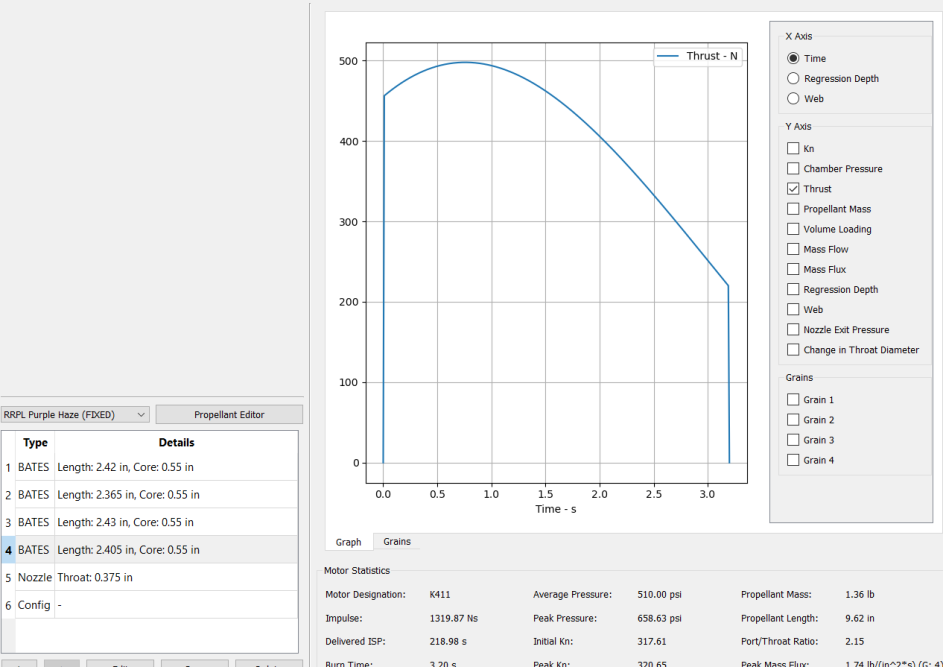 Thrust - N
500
400
300
200
100
0
0.0 0.5 1.0 1.5 2.0 2.5 3.0
Time - s
X Axis
Time
Regression Depth
Web
Y Axis
Kn
Chamber Pressure
Thrust
Propellant Mass
Volume Loading
Mass Flow
Mass Flux
Regression Depth
Web
Nozzle Exit Pressure
Change in Throat Diameter
Grains
Grain 1
Grain 2
Grain 3
Grain 4
RRPL Purple Haze (FIXED) Propellant Editor
Type Details
1 BATES Length: 2.42 in, Core: 0.55 in
2 BATES Length: 2.365 in, Core: 0.55 in
3 BATES Length: 2.43 in, Core: 0.55 in
4 BATES Length: 2.405 in, Core: 0.55 in
5 Nozzle Throat: 0.375 in
6 Config -
Graph Grains
Motor Statistics
Motor Designation: K411 Average Pressure: 510.00 psi Propellant Mass: 1.36 lb
Impulse: 1319.87 Ns Peak Pressure: 658.63 psi Propellant Length: 9.62 in
Delivered ISP: 218.98 s Initial Kn: 317.61 Port/Throat Ratio: 2.15
Burn Time: 3.20 s Peak Kn: 320.65 Peak Mass Flux: 1.74 lb/(in^2*s) (G: 4)